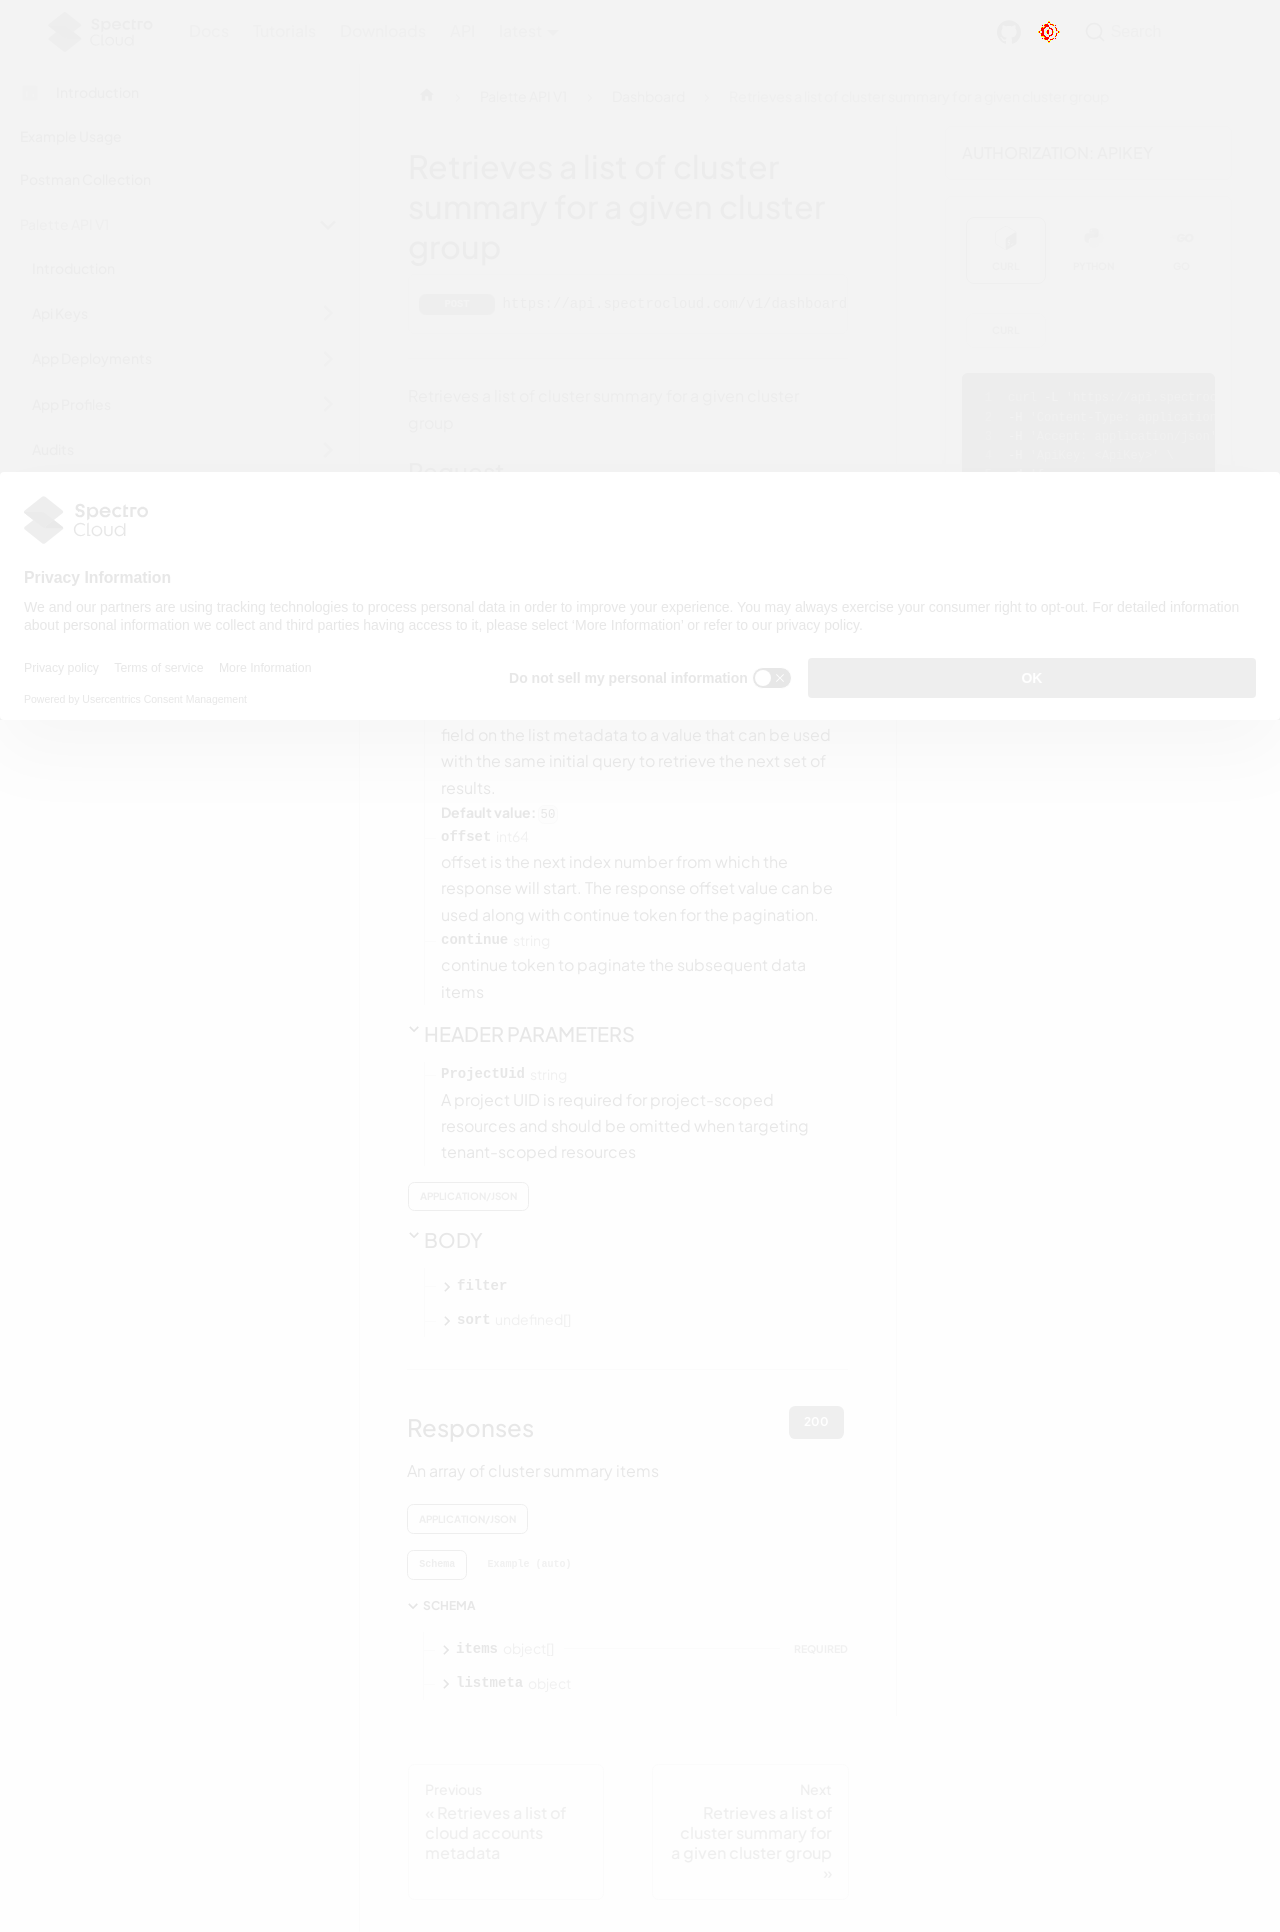 Spectro
Cloud
Docs Tutorials Downloads API latest
Search
Introduction
Example Usage
Postman Collection
Palette API V1
Introduction
Api Keys
App Deployments
App Profiles
Audits
Palette API V1 Dashboard Retrieves a list of cluster summary for a given cluster group
Retrieves a list of cluster
summary for a given cluster
group
https://api.spectrocloud.com/v1/dashboard
Retrieves a list of cluster summary for a given cluster
group
Request
AUTHORIZATION: APIKEY
CURL PYTHON GO
CURL
Spectro
Cloud
Privacy Information
We and our partners are using tracking technologies to process personal data in order to improve your experience. You may always exercise your consumer right to opt-out. For detailed information
about personal information we collect and third parties having access to it, please select ‘More Information’ or refer to our privacy policy.
Privacy policy Terms of service More Information
Powered by Usercentrics Consent Management
Do not sell my personal information
OK
field on the list metadata to a value that can be used
with the same initial query to retrieve the next set of
results.
Default value: 50
offset int64
offset is the next index number from which the
response will start. The response offset value can be
used along with continue token for the pagination.
continue string
continue token to paginate the subsequent data
items
HEADER PARAMETERS
ProjectUid string
A project UID is required for project-scoped
resources and should be omitted when targeting
tenant-scoped resources
APPLICATION/JSON
BODY
filter
sort undefined[]
Responses
200
An array of cluster summary items
APPLICATION/JSON
Schema Example (auto)
SCHEMA
items object[] REQUIRED
listmeta object
Previous
« Retrieves a list of
cloud accounts
metadata
Next
Retrieves a list of
cluster summary for
a given cluster group
»